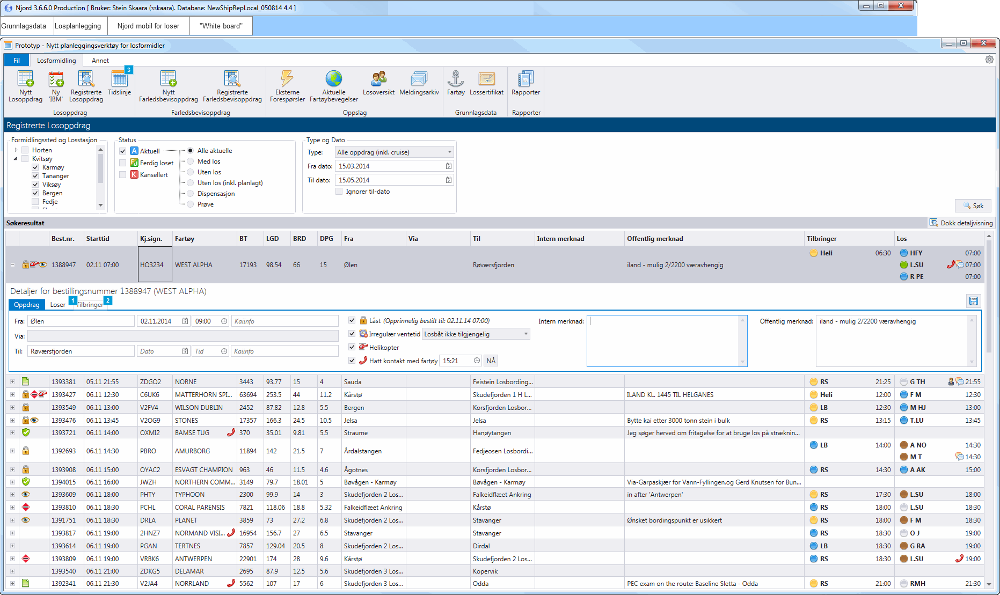 Njord 3.6.6.0 Production [ Bruker: Stein Skaara (sskaara). Database: NewShipRepLocal_050814 4.4 ]
Grunnlagsdata Losplanlegging Njord mobil for loser "White board"
Prototyp - Nytt planleggingsverktøy for losformidler
Fil Losformidling Annet
3
Nytt Losoppdrag
Ny 'IBM'
Registrerte Losoppdrag
Tidslinje
Nytt Farledsbevisoppdrag
Registrerte Farledsbevisoppdrag
Eksterne Forespørsler
Aktuelle Fartøybevegelser
Losoversikt
Meldingsarkiv
Fartøy
Lossertifikat
Rapporter
Losoppdrag Farledsbevisoppdrag Oppslag Grunnlagsdata Rapporter
Registrerte Losoppdrag
Formidlingssted og Losstasjon
Horten
Kvitsøy
Karmøy
Tananger
Viksøy
Bergen
Fedje
Status
A Aktuell
Ferdig loset
K Kansellert
Alle aktuelle
Med los
Uten los
Uten los (inkl. planlagt)
Dispensasjon
Prøve
Type og Dato
Type: Alle oppdrag (inkl. cruise)
Fra dato: 15.03.2014
Til dato: 15.05.2014
Ignorer til-dato
Søk
Søkeresultat Dokk detaljvisning
Best.nr. Starttid Kj.sign. Fartøy BT LGD BRD DPG Fra Via Til Intern merknad Offentlig merknad Tilbringer Los
Heli 06:30 HFY 07:00
1388947 02.11 07:00 HO3234 WEST ALPHA 17193 98.54 66 15 Ølen Røværsfjorden iland - mulig 2/2200 væravhengig L.SU 07:00
R PE 07:00
Detaljer for bestillingsnummer 1388947 (WEST ALPHA)
Oppdrag Loser 1 Tilbringer 2
Fra: Ølen 02.11.2014 09:00 Kaiinfo
Via:
Til: Røværsfjorden Dato Tid Kaiinfo
Låst (Opprinnelig bestilt til: 02.11.14 07:00)
Irregulær ventetid Losbåt ikke tilgjengelig
Helikopter
Hatt kontakt med fartøy 15:21 NÅ
Intern merknad:
Offentlig merknad: iland - mulig 2/2200 væravhengig
1393381 05.11 21:55 ZDGO2 NORNE 3443 93.77 15 4 Sauda Feistein Losbording... RS 21:25 G TH 21:55
1393427 06.11 12:30 C6UK6 MATTERHORN SPI... 63694 253.5 44 11.2 Kårstø Skudefjorden 1 H L... ILAND KL. 1445 TIL HELGANES Heli 12:00 F M 12:30
1393549 06.11 13:00 V2FV4 WILSON DUBLIN 2452 87.82 12.8 5.5 Bergen Korsfjorden Losbor... LB 12:30 M HJ 13:00
1393476 06.11 13:45 V2OG9 STONES 17357 166.3 24.5 10.5 Jelsa Jelsa Bytte kai etter 3000 tonn stein i bulk RS 13:15 T.LU 13:45
1393721 06.11 14:00 OXMI2 BAMSE TUG 370 35.01 9.81 5.5 Straume Hanøytangen Jeg søger herved om fritagelse for at bruge los på stræknin...
1392693 06.11 14:30 PBRO AMURBORG 11894 142 21.5 7 Årdalstangen Fedjeosen Losbordi... LB 14:00 A NO 14:30
M T 14:30
1393908 06.11 15:00 OYAC2 ESVAGT CHAMPION 963 46 11.5 4.6 Ågotnes Korsfjorden Losbor... RS 14:30 A AK 15:00
1394015 06.11 16:00 JWZH NORTHERN COMM... 3149 79.7 18.01 5 Bøvågen - Karmøy Bøvågen - Karmøy Via-Garpaskjær for Vann-Fyllingen.og Gerd Knutsen for Bun...
1393609 06.11 18:00 PHTY TYPHOON 2300 99.9 14 3 Skudefjorden 2 Los... Falkeidflæet Ankring in after 'Antwerpen' RS 17:30 L.SU 18:00
1393810 06.11 18:30 PCHL CORAL PARENSIS 7821 118.06 18.8 5.32 Falkeidflæet Ankring Kårstø RS 18:00 L.SU 18:30
1391751 06.11 18:30 DRLA PLANET 3859 73 27.2 6.8 Skudefjorden 2 Los... Stavanger Ønsket bordingspunkt er usikkert RS 18:00 F M 18:30
1393817 06.11 19:00 2HNZ7 NORMAND VISI... 16954 156.7 27 6.5 Stavanger Stavanger RS 18:30 O J 19:00
1393614 06.11 19:00 PGAN TERTNES 7857 129.04 20.5 8 Skudefjorden 2 Los... Dirdal LB 18:30 G RA 19:00
1393809 06.11 19:00 VRBK6 ANTWERPEN 22901 174 28 9.6 Kårstø Skudefjorden 2 Los... RS 18:30 L.SU 19:00
1393540 06.11 21:00 ZDKG5 DELAMAR 2695 87.9 12.5 5.6 Skudefjorden 3 Los... Kopervik
1392341 06.11 21:30 V2JA4 NORRLAND 5562 107 17 6 Skudefjorden 3 Los... Odda PEC exam on the route: Baseline Sletta - Odda RS 21:00 RMH 21:30